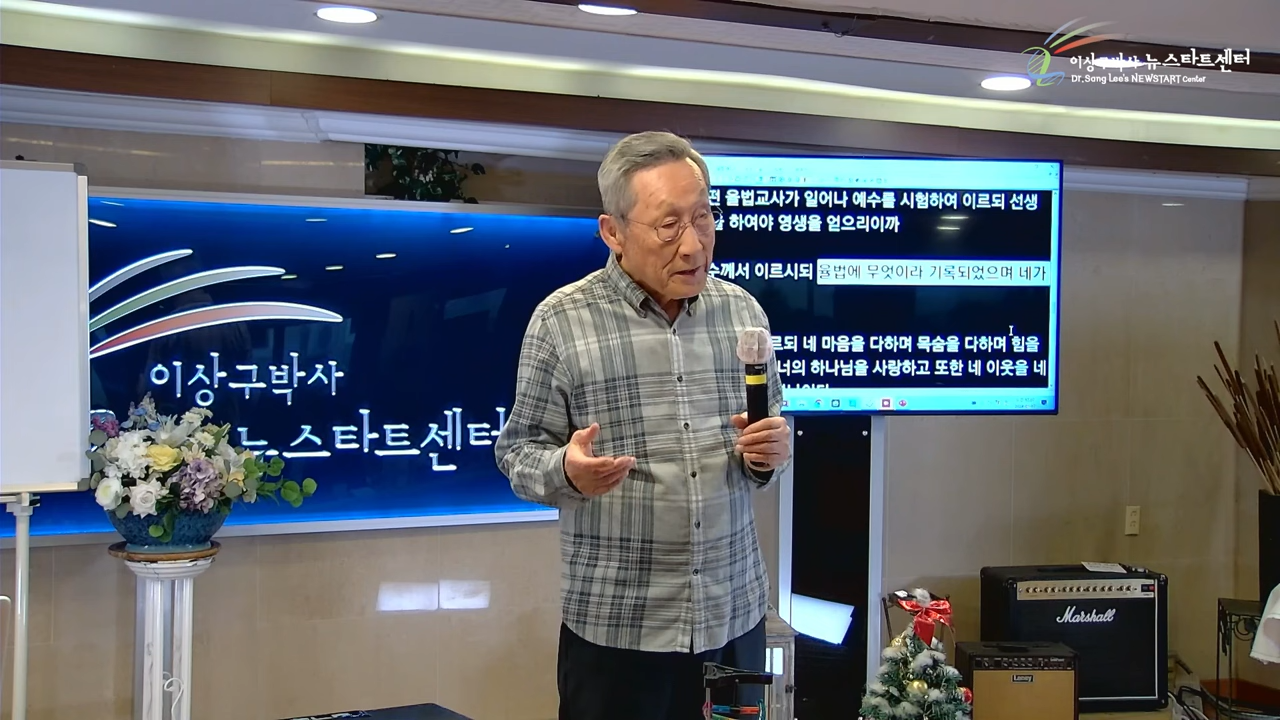 이상구박사 뉴스타트센터
Dr.Sang Lee's NEWSTART Center
율법교사가 일어나 예수를 시험하여 이르되 선생
하여야 영생을 얻으리이까
이르시되 율법에 무엇이라 기록되었으며 네가
네 마음을 다하며 목숨을 다하며 힘을
하나님을 사랑하고 또한 네 이웃을 네
이상구박사
뉴스타트센터
Marshall
Laney